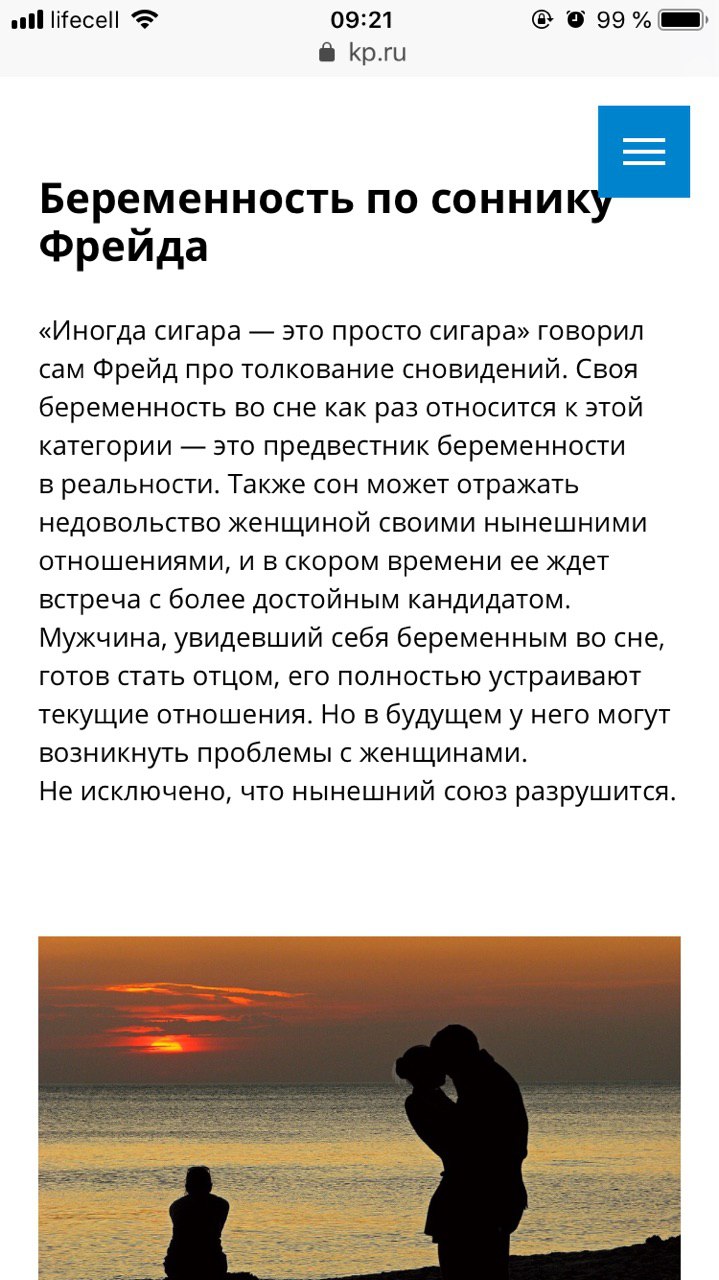 lifecell 09:21 99 %
kp.ru
Беременность по соннику
Фрейда
«Иногда сигара — это просто сигара» говорил
сам Фрейд про толкование сновидений. Своя
беременность во сне как раз относится к этой
категории — это предвестник беременности
в реальности. Также сон может отражать
недовольство женщиной своими нынешними
отношениями, и в скором времени ее ждет
встреча с более достойным кандидатом.
Мужчина, увидевший себя беременным во сне,
готов стать отцом, его полностью устраивают
текущие отношения. Но в будущем у него могут
возникнуть проблемы с женщинами.
Не исключено, что нынешний союз разрушится.